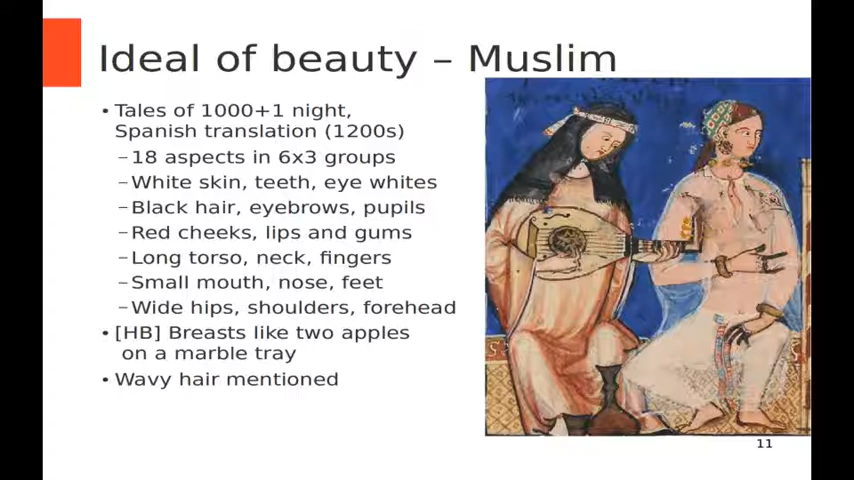 Ideal of beauty – Muslim
• Tales of 1000+1 night,
Spanish translation (1200s)
–18 aspects in 6x3 groups
–White skin, teeth, eye whites
–Black hair, eyebrows, pupils
–Red cheeks, lips and gums
–Long torso, neck, fingers
–Small mouth, nose, feet
–Wide hips, shoulders, forehead
• [HB] Breasts like two apples
on a marble tray
• Wavy hair mentioned
11